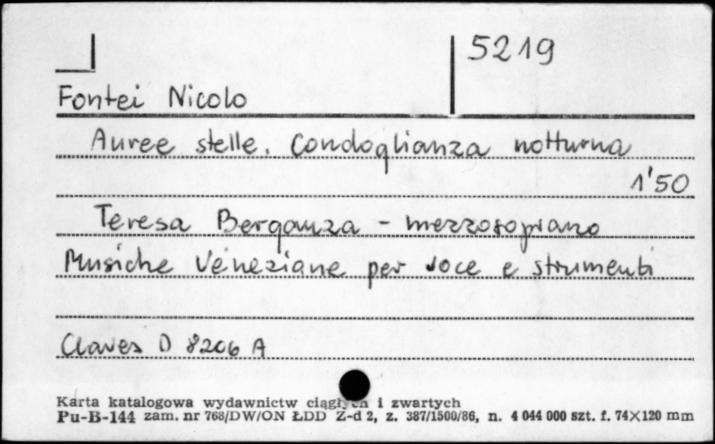 5219
Fontei Nicolo
Auree stelle. Condoglianza notturna
1'50
Teresa Berganza - mezzosoprano
Musiche Veneziane per voce e strumenti
Claves D 8206 A
Karta katalogowa wydawnictw ciągłych i zwartych
Pu-B-144 zam. nr 768/DW/ON ŁDD Z-d 2, z. 387/1500/86, n. 4 044 000 szt. f. 74×120 mm